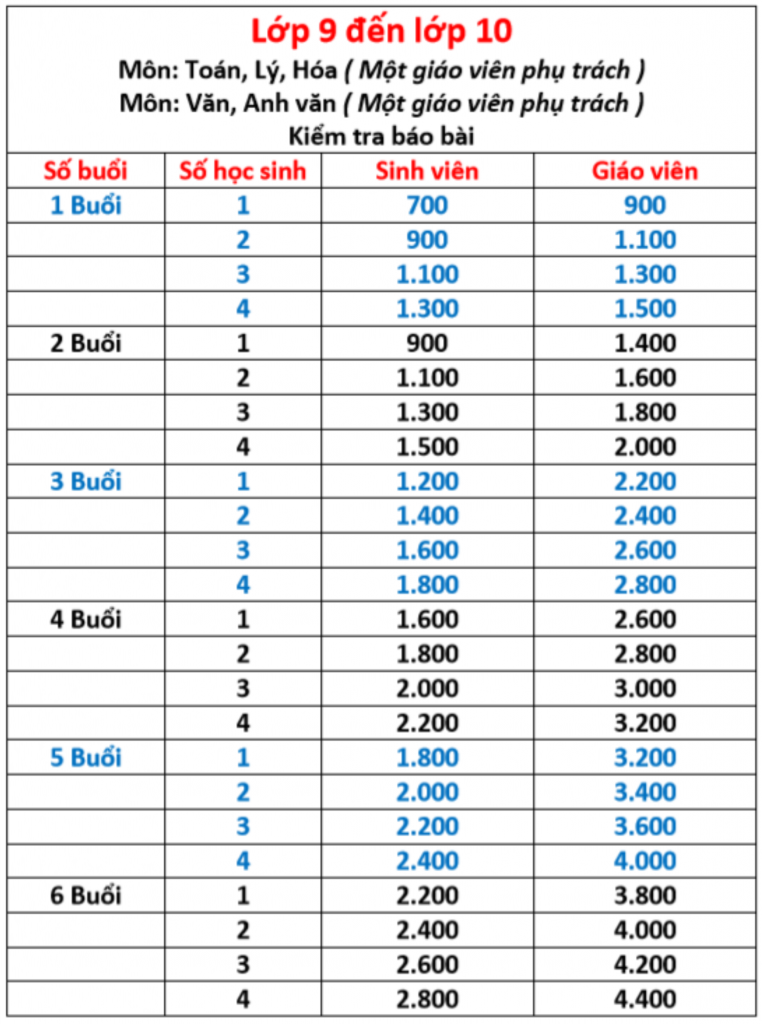 Lớp 9 đến lớp 10
Môn: Toán, Lý, Hóa ( Một giáo viên phụ trách )
Môn: Văn, Anh văn ( Một giáo viên phụ trách )
Kiểm tra báo bài
Số buổi Số học sinh Sinh viên Giáo viên
1 Buổi 1 700 900
2 900 1.100
3 1.100 1.300
4 1.300 1.500
2 Buổi 1 900 1.400
2 1.100 1.600
3 1.300 1.800
4 1.500 2.000
3 Buổi 1 1.200 2.200
2 1.400 2.400
3 1.600 2.600
4 1.800 2.800
4 Buổi 1 1.600 2.600
2 1.800 2.800
3 2.000 3.000
4 2.200 3.200
5 Buổi 1 1.800 3.200
2 2.000 3.400
3 2.200 3.600
4 2.400 4.000
6 Buổi 1 2.200 3.800
2 2.400 4.000
3 2.600 4.200
4 2.800 4.400